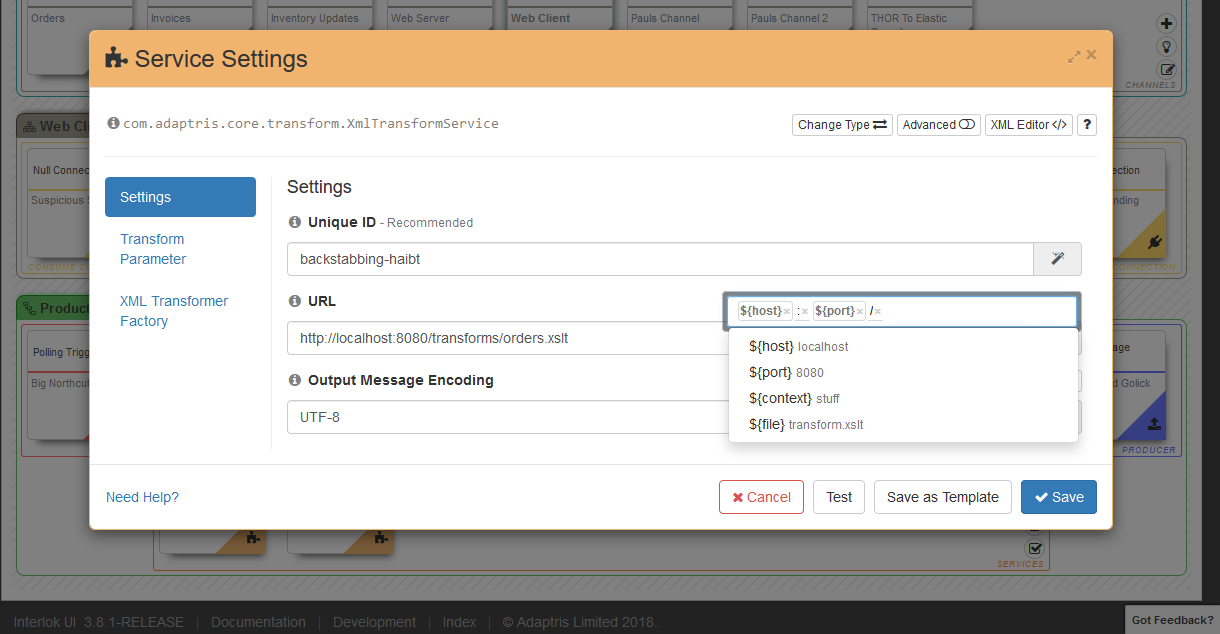 Orders
Invoices
Inventory Updates
Web Server
Web Client
Pauls Channel
Pauls Channel 2
THOR To Elastic
CHANNELS
Service Settings
com.adaptris.core.transform.XmlTransformService
Change Type
Advanced
XML Editor </>
?
Web Cli
Null Connec
Suspicious
CONSUME CO
ection
nding
CONNECTION
Settings
Transform
Parameter
XML Transformer
Factory
Settings
Unique ID - Recommended
backstabbing-haibt
URL
${host}× :× ${port}× /×
http://localhost:8080/transforms/orders.xslt
${host} localhost
${port} 8080
${context} stuff
${file} transform.xslt
Output Message Encoding
UTF-8
Product
Polling Trigg
Big Northcut
age
d Golick
PRODUCER
Need Help?
Cancel
Test
Save as Template
Save
SERVICES
Interlok UI 3.8.1-RELEASE | Documentation | Development | Index | © Adaptris Limited 2018.
Got Feedback?